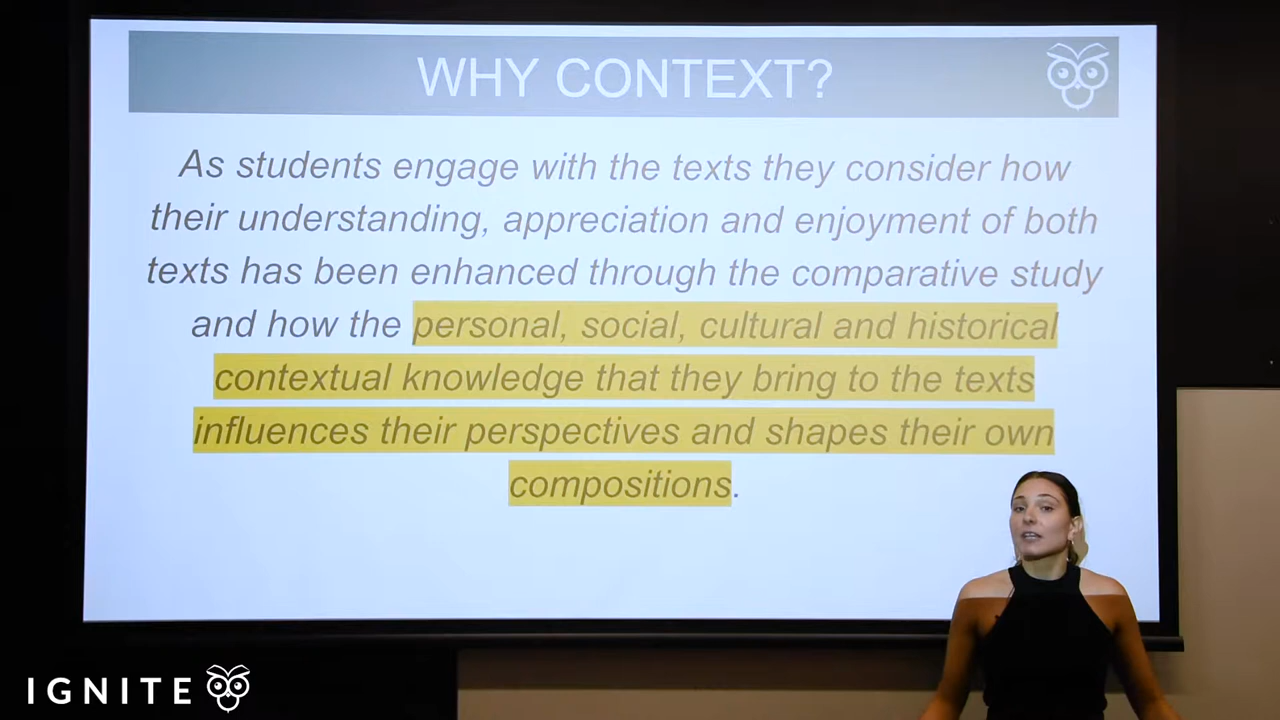 WHY CONTEXT?
As students engage with the texts they consider how
their understanding, appreciation and enjoyment of both
texts has been enhanced through the comparative study
and how the personal, social, cultural and historical
contextual knowledge that they bring to the texts
influences their perspectives and shapes their own
compositions.
IGNITE